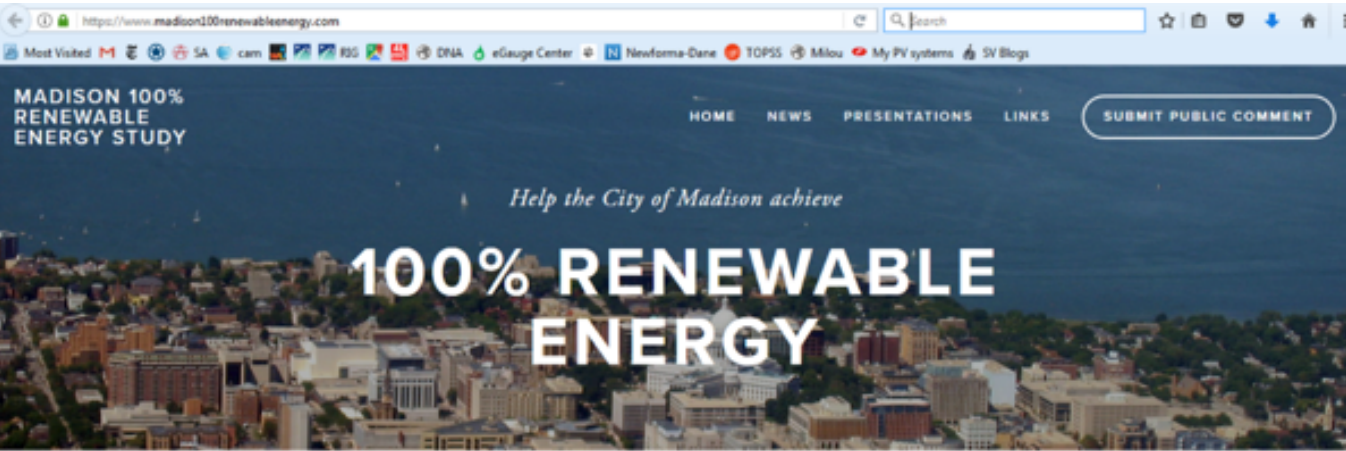 https://www.madison100renewableenergy.com
Search
Most Visited SA cam RIG DNA eGauge Center Newforma-Dane TOPSS Milou My PV systems SV Blogs
MADISON 100%
RENEWABLE
ENERGY STUDY
HOME NEWS PRESENTATIONS LINKS SUBMIT PUBLIC COMMENT
Help the City of Madison achieve
100% RENEWABLE
ENERGY